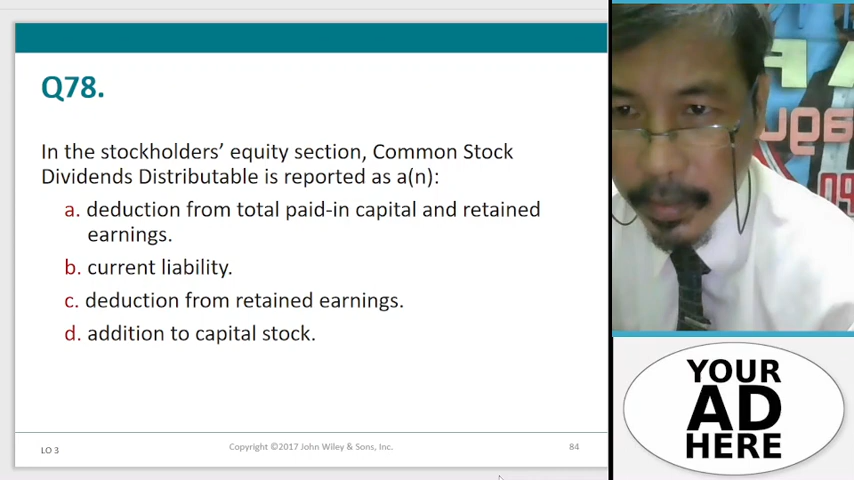 Q78.
In the stockholders’ equity section, Common Stock
Dividends Distributable is reported as a(n):
a. deduction from total paid-in capital and retained
earnings.
b. current liability.
c. deduction from retained earnings.
d. addition to capital stock.
LO 3
Copyright ©2017 John Wiley & Sons, Inc.
84
YOUR
AD
HERE